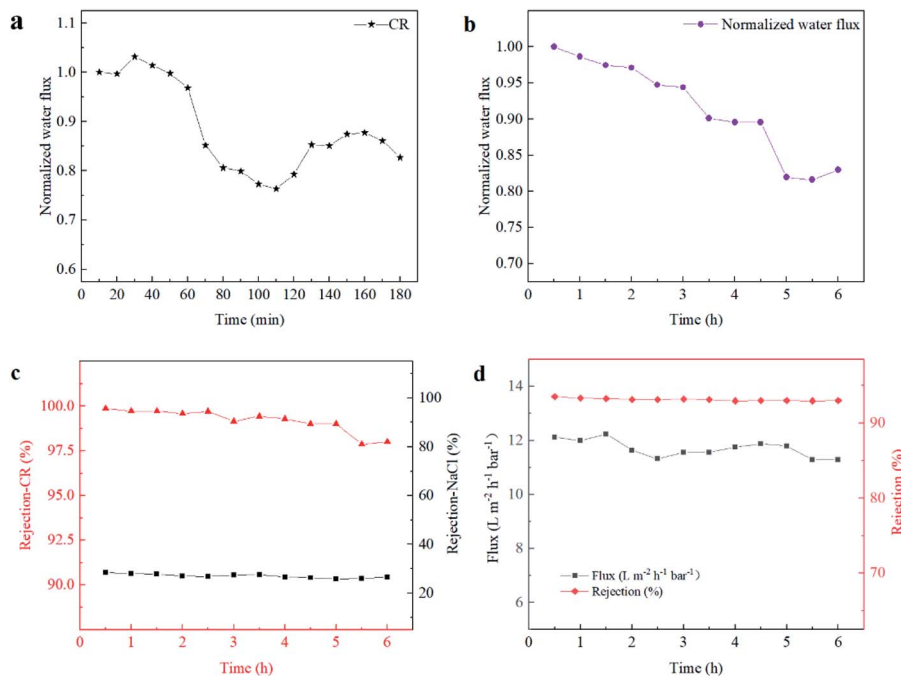 a
CR
Normalized water flux
1.1
1.0
0.9
0.8
0.7
0.6
0 20 40 60 80 100 120 140 160 180
Time (min)
b
Normalized water flux
Normalized water flux
1.00
0.95
0.90
0.85
0.80
0.75
0.70
0 1 2 3 4 5 6
Time (h)
c
Rejection-CR (%)
100.0
97.5
95.0
92.5
90.0
Rejection-NaCl (%)
100
80
60
40
20
0 1 2 3 4 5 6
Time (h)
d
Flux (L m⁻² h⁻¹ bar⁻¹)
14
12
10
8
6
Flux (L m⁻² h⁻¹ bar⁻¹)
Rejection (%)
Rejection (%)
90
80
70
0 1 2 3 4 5 6
Time (h)